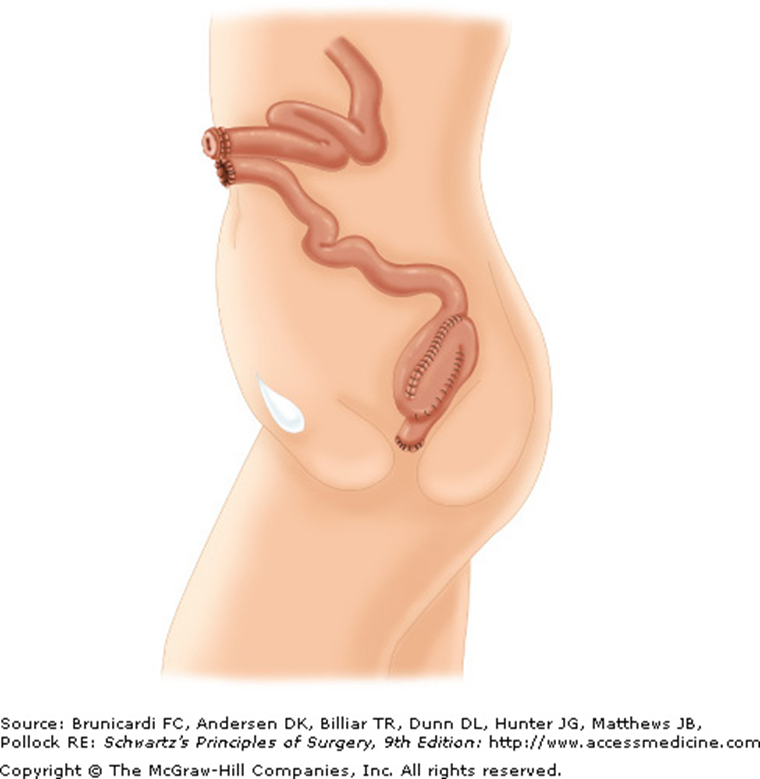 Source: Brunicardi FC, Andersen DK, Billiar TR, Dunn DL, Hunter JG, Matthews JB,
Pollock RE: Schwartz's Principles of Surgery, 9th Edition: http://www.accessmedicine.com
Copyright © The McGraw-Hill Companies, Inc. All rights reserved.